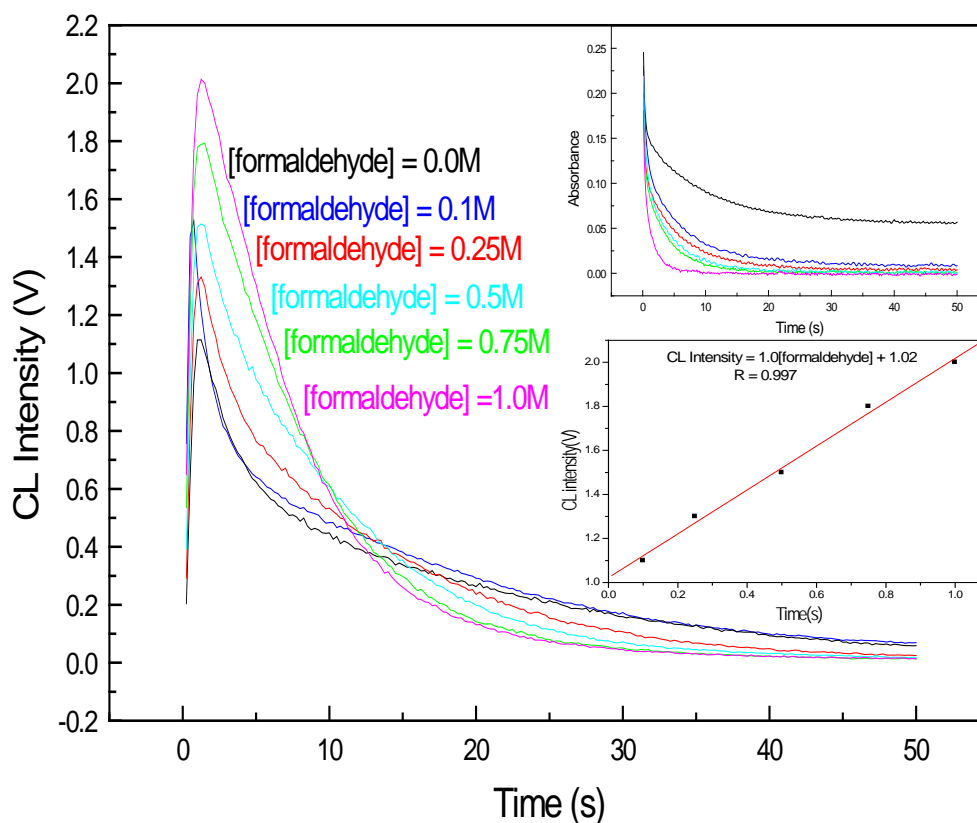 CL Intensity (V)
2.2
2.0
1.8
1.6
1.4
1.2
1.0
0.8
0.6
0.4
0.2
0.0
-0.2
0 10 20 30 40 50
Time (s)
[formaldehyde] = 0.0M
[formaldehyde] = 0.1M
[formaldehyde] = 0.25M
[formaldehyde] = 0.5M
[formaldehyde] = 0.75M
[formaldehyde] =1.0M
Absorbance
0.25
0.20
0.15
0.10
0.05
0.00
0 10 20 30 40 50
Time (s)
CL Intensity = 1.0[formaldehyde] + 1.02
R = 0.997
CL intensity(V)
2.0
1.8
1.6
1.4
1.2
1.0
0.0 0.2 0.4 0.6 0.8 1.0
Time(s)